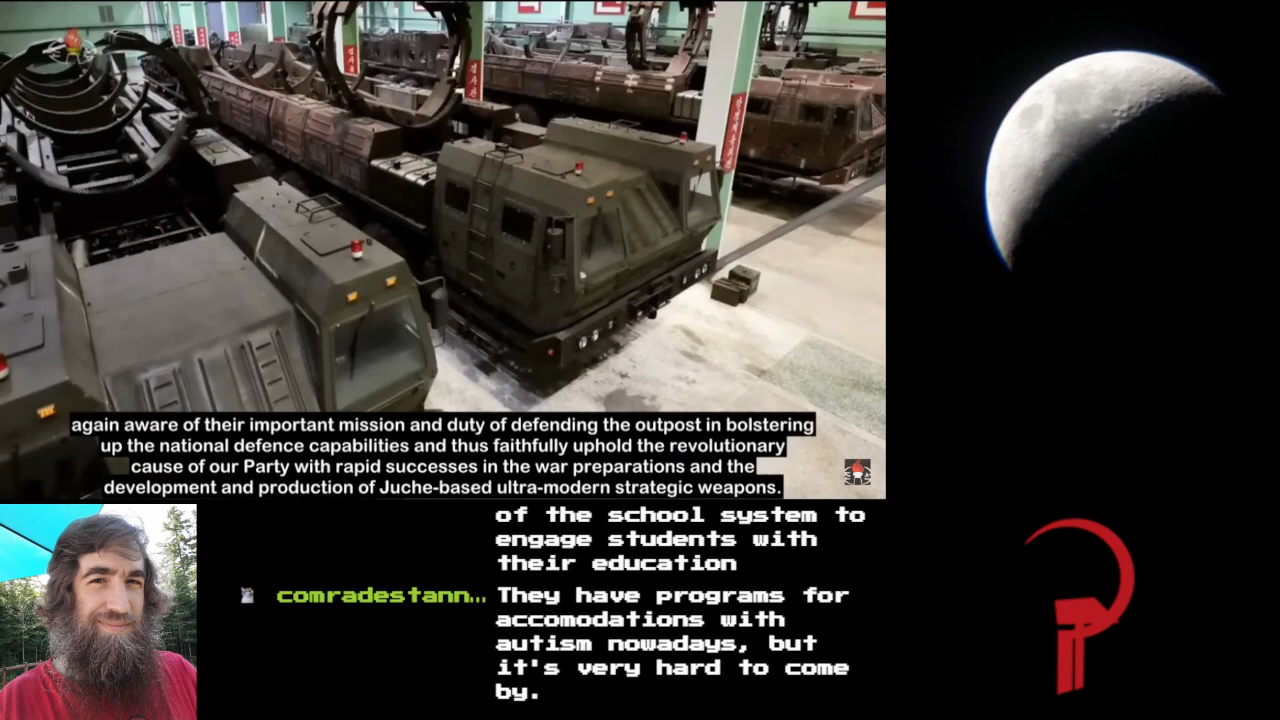 again aware of their important mission and duty of defending the outpost in bolstering
up the national defence capabilities and thus faithfully uphold the revolutionary
cause of our Party with rapid successes in the war preparations and the
development and production of Juche-based ultra-modern strategic weapons.
of the school system to
engage students with
their education
comradestann... They have programs for
accomodations with
autism nowadays, but
it's very hard to come
by.